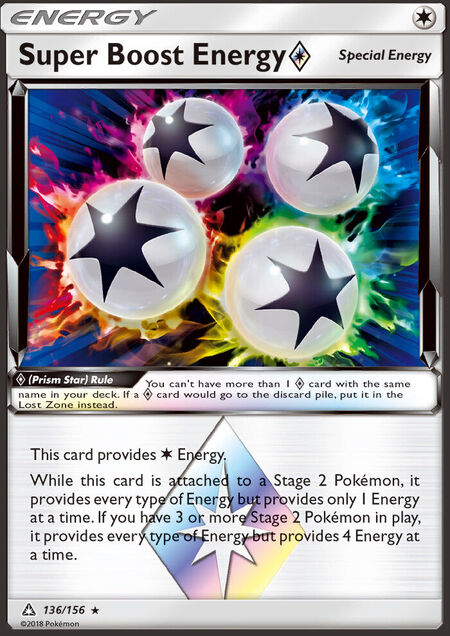 ENERGY
Super Boost Energy Special Energy
(Prism Star) Rule
You can't have more than 1 card with the same
name in your deck. If a card would go to the discard pile, put it in the
Lost Zone instead.
This card provides Energy.
While this card is attached to a Stage 2 Pokémon, it
provides every type of Energy but provides only 1 Energy
at a time. If you have 3 or more Stage 2 Pokémon in play,
it provides every type of Energy but provides 4 Energy at
a time.
136/156 ★
©2018 Pokémon